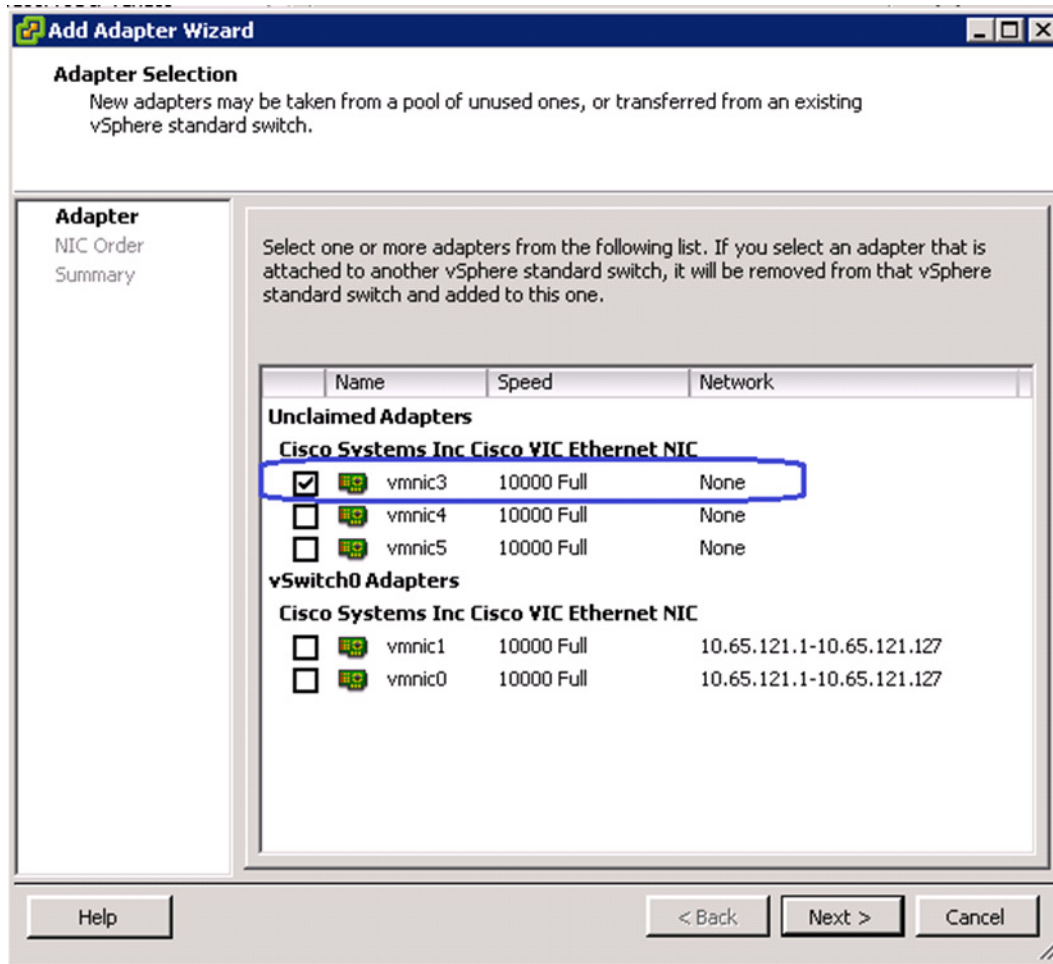 Add Adapter Wizard
Adapter Selection
New adapters may be taken from a pool of unused ones, or transferred from an existing
vSphere standard switch.
Adapter
NIC Order
Summary
Select one or more adapters from the following list. If you select an adapter that is
attached to another vSphere standard switch, it will be removed from that vSphere
standard switch and added to this one.
Name Speed Network
Unclaimed Adapters
Cisco Systems Inc Cisco VIC Ethernet NIC
vmnic3 10000 Full None
vmnic4 10000 Full None
vmnic5 10000 Full None
vSwitch0 Adapters
Cisco Systems Inc Cisco VIC Ethernet NIC
vmnic1 10000 Full 10.65.121.1-10.65.121.127
vmnic0 10000 Full 10.65.121.1-10.65.121.127
Help < Back Next > Cancel